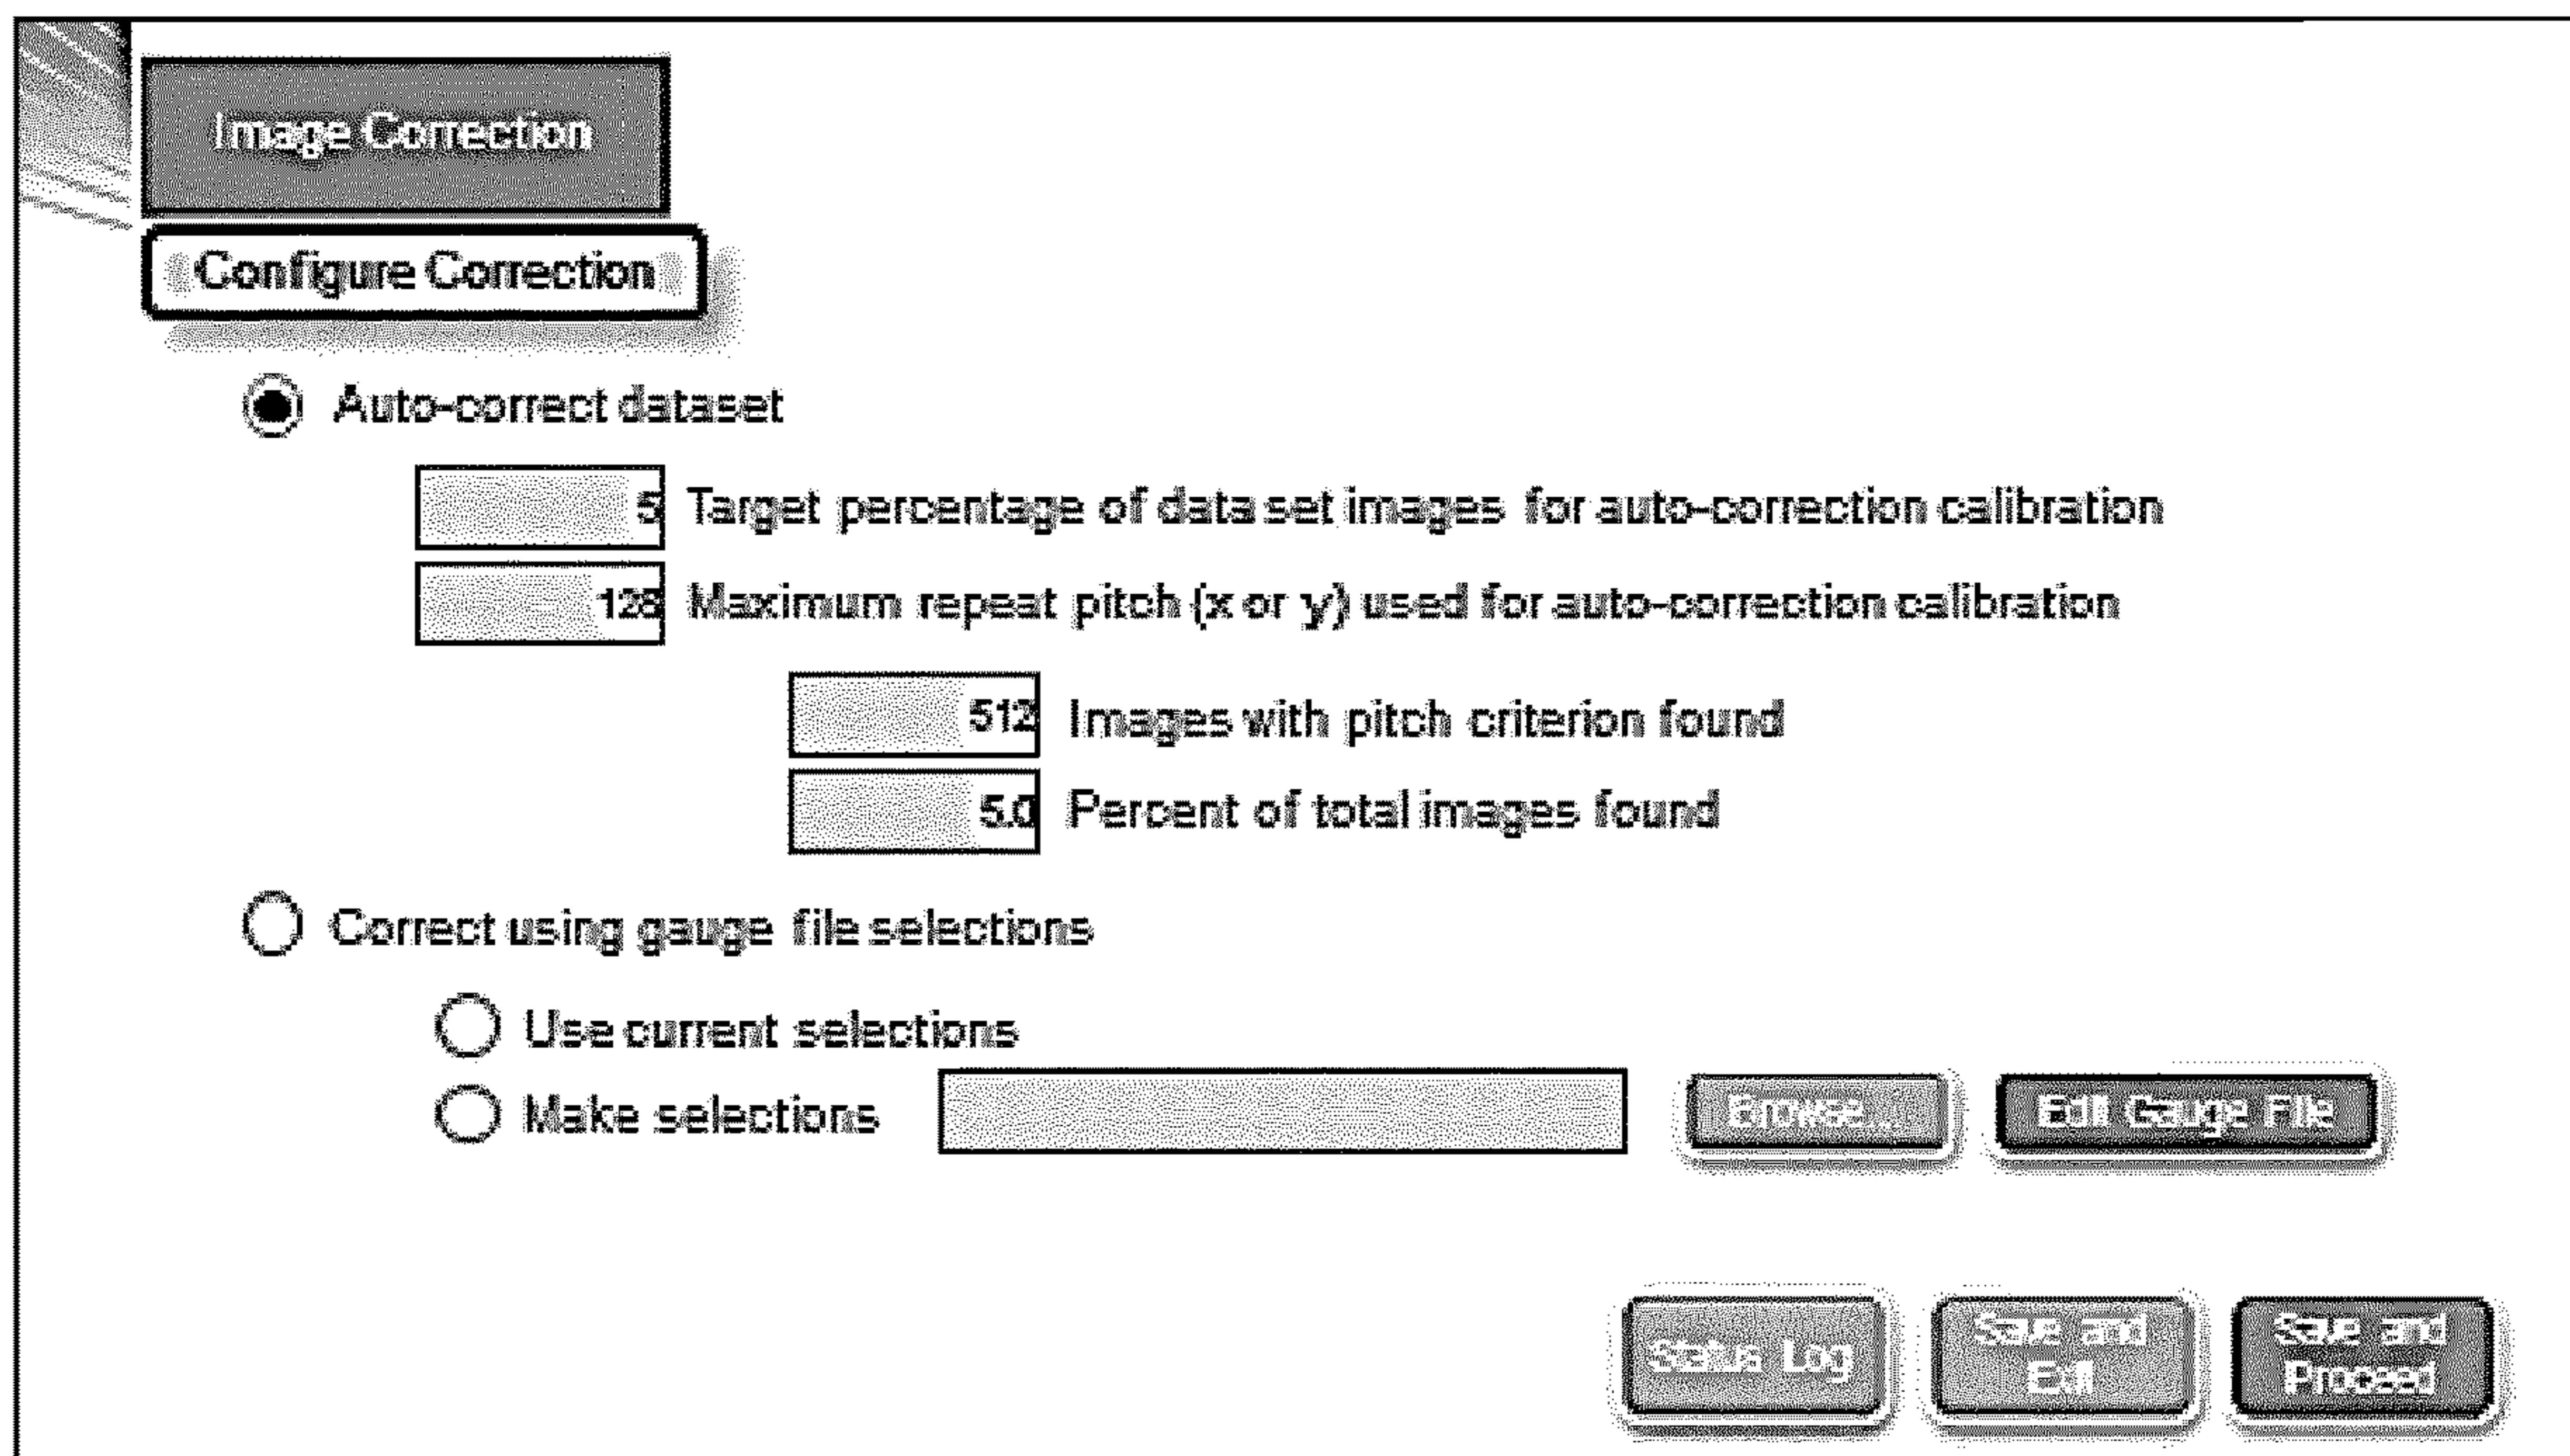 Image Correction
Configure Correction
Auto-correct dataset
5 Target percentage of data set images for auto-correction calibration
128 Maximum repeat pitch (x or y) used for auto-correction calibration
512 Images with pitch criterion found
5.0 Percent of total images found
Correct using gauge file selections
Use current selections
Make selections
Browse...
Edit Gauge File
Status Log
Save and
Exit
Save and
Proceed